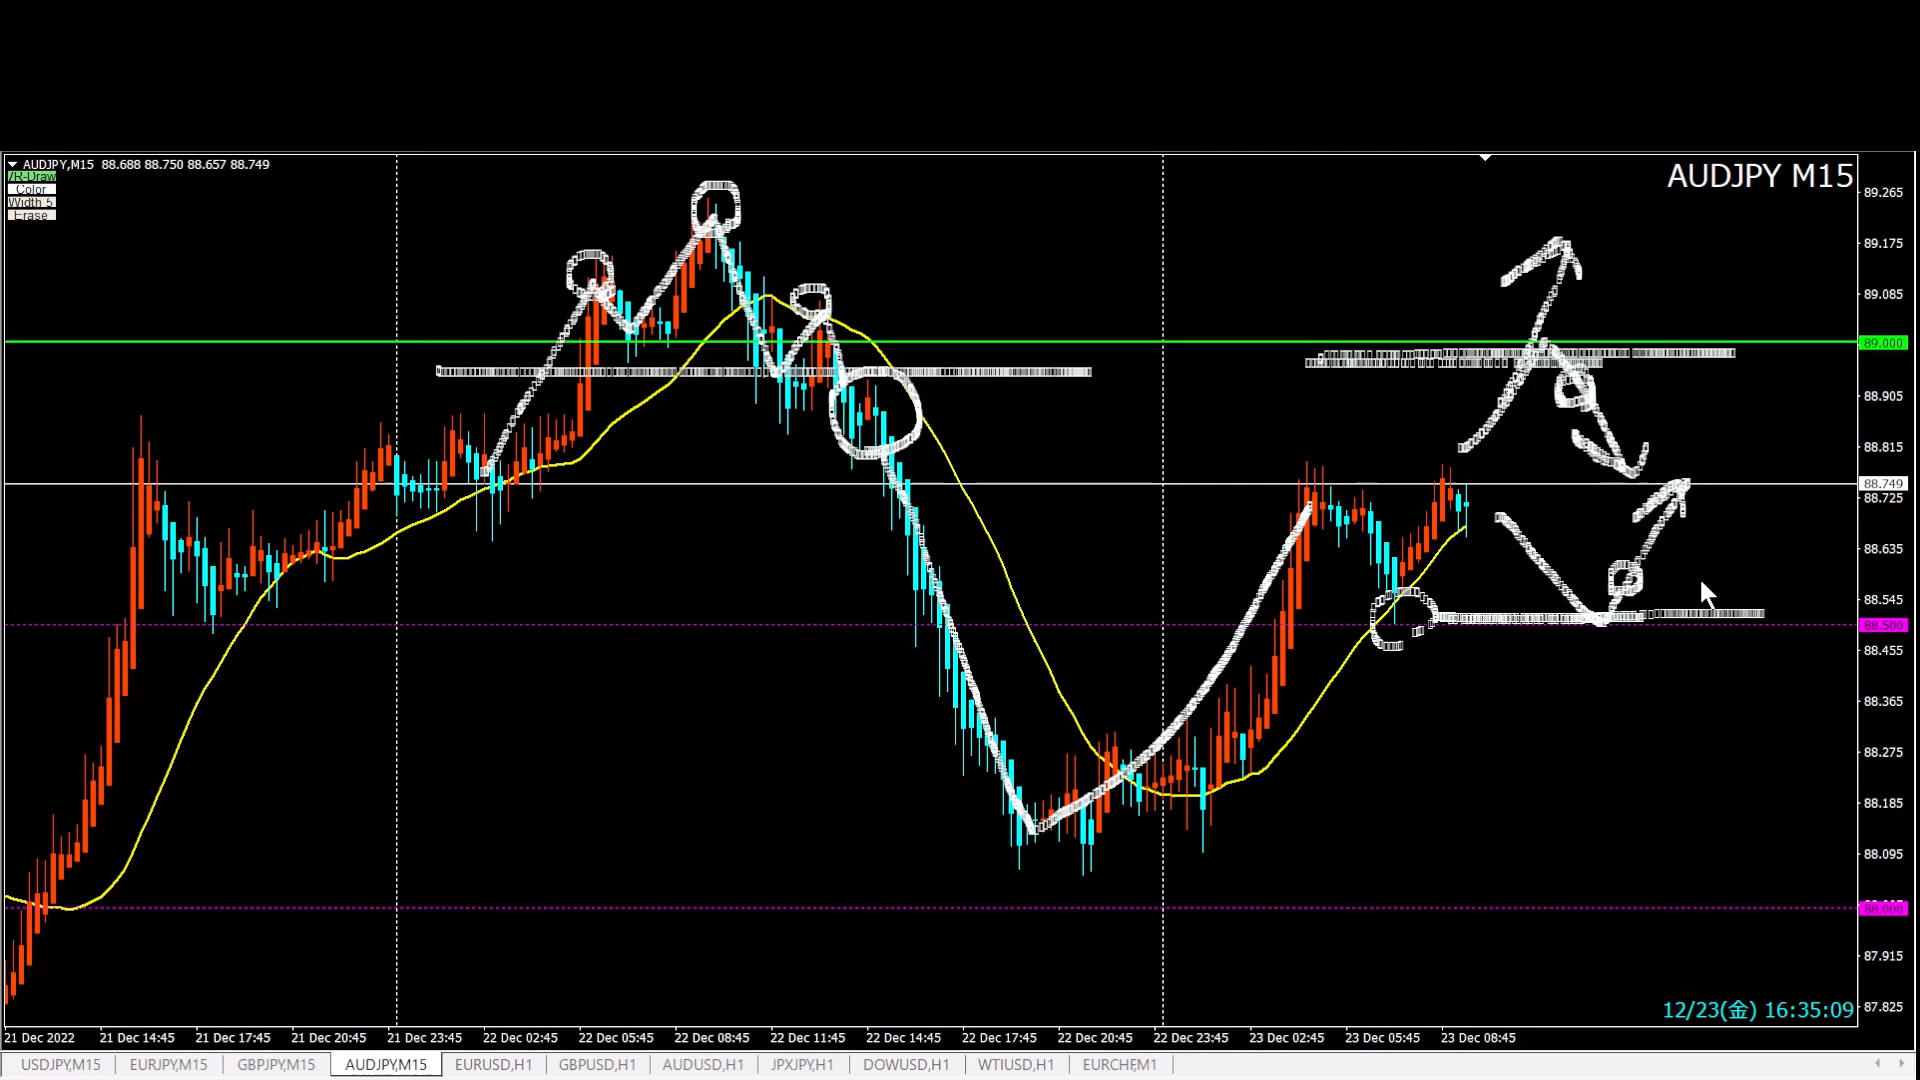 AUDJPY,M15 88.688 88.750 88.657 88.749
/R-Draw
Color
Width 5
Erase
AUDJPY M15
89.265
89.175
89.085
89.000
88.905
88.815
88.749
88.725
88.635
88.545
88.500
88.455
88.365
88.275
88.185
88.095
88.000
87.915
87.825
12/23(金) 16:35:09
21 Dec 2022 21 Dec 14:45 21 Dec 17:45 21 Dec 20:45 21 Dec 23:45 22 Dec 02:45 22 Dec 05:45 22 Dec 08:45 22 Dec 11:45 22 Dec 14:45 22 Dec 17:45 22 Dec 20:45 22 Dec 23:45 23 Dec 02:45 23 Dec 05:45 23 Dec 08:45
USDJPY,M15 EURJPY,M15 GBPJPY,M15 AUDJPY,M15 EURUSD,H1 GBPUSD,H1 AUDUSD,H1 JPXJPY,H1 DOWUSD,H1 WTIUSD,H1 EURCHF,M1